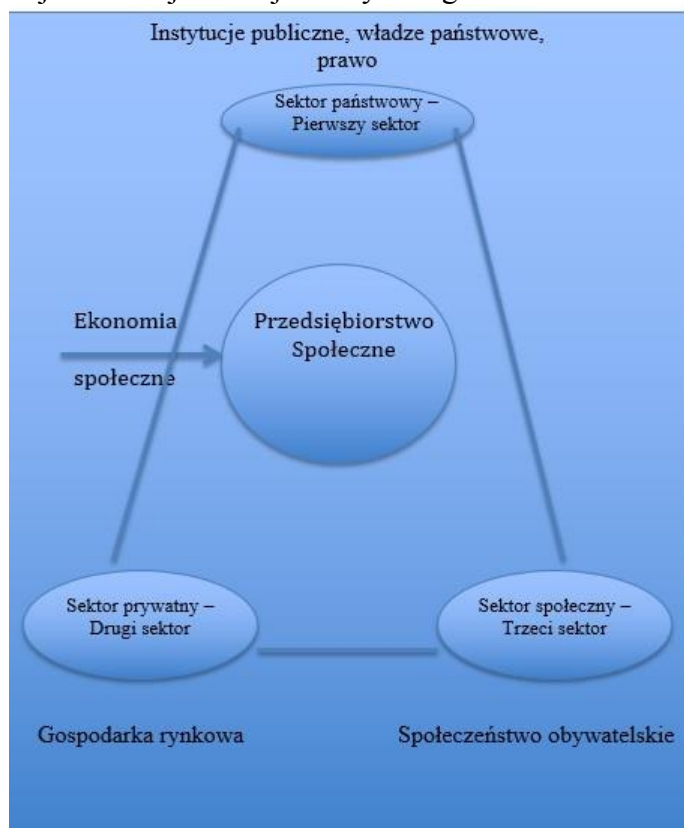 Instytucje publiczne, władze państwowe,
prawo
Sektor państwowy –
Pierwszy sektor
Ekonomia
społeczne
Przedsiębiorstwo
Społeczne
Sektor prywatny –
Drugi sektor
Sektor społeczny –
Trzeci sektor
Gospodarka rynkowa
Społeczeństwo obywatelskie